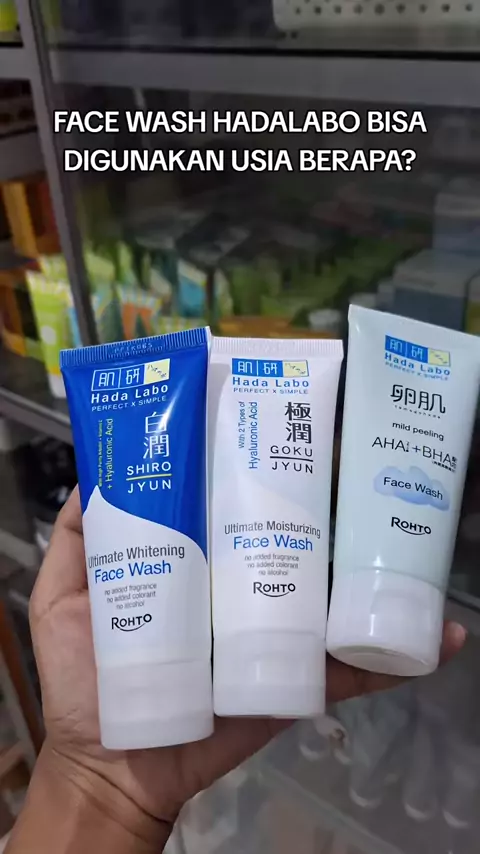 FACE WASH HADALABO BISA
DIGUNAKAN USIA BERAPA?
肌研
Hada Labo
PERFECT X SIMPLE
+ Hyaluronic Acid
白潤
SHIRO
JYUN
Ultimate Whitening
Face Wash
no added fragrance
no added colorant
no alcohol
ROHTO
肌研
Hada Labo
PERFECT X SIMPLE
With 2 Types of
Hyaluronic Acid
極潤
GOKU
JYUN
Ultimate Moisturizing
Face Wash
no added fragrance
no added colorant
no alcohol
ROHTO
肌研
Hada Labo
PERFECT X SIMPLE
卵肌
mild peeling
AHA+BHA
Face Wash
ROHTO